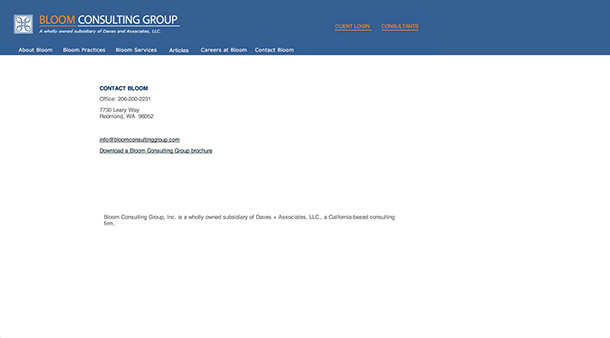 BLOOM CONSULTING GROUP
A wholly owned subsidiary of Daves and Associates, LLC.
CLIENT LOGIN CONSULTANTS
About Bloom Bloom Practices Bloom Services Articles Careers at Bloom Contact Bloom
CONTACT BLOOM
Office: 206-200-2231
7730 Leary Way
Redmond, WA 98052
info@bloomconsultinggroup.com
Download a Bloom Consulting Group brochure
Bloom Consulting Group, Inc. is a wholly owned subsidiary of Daves + Associates, LLC., a California-based consulting
firm.